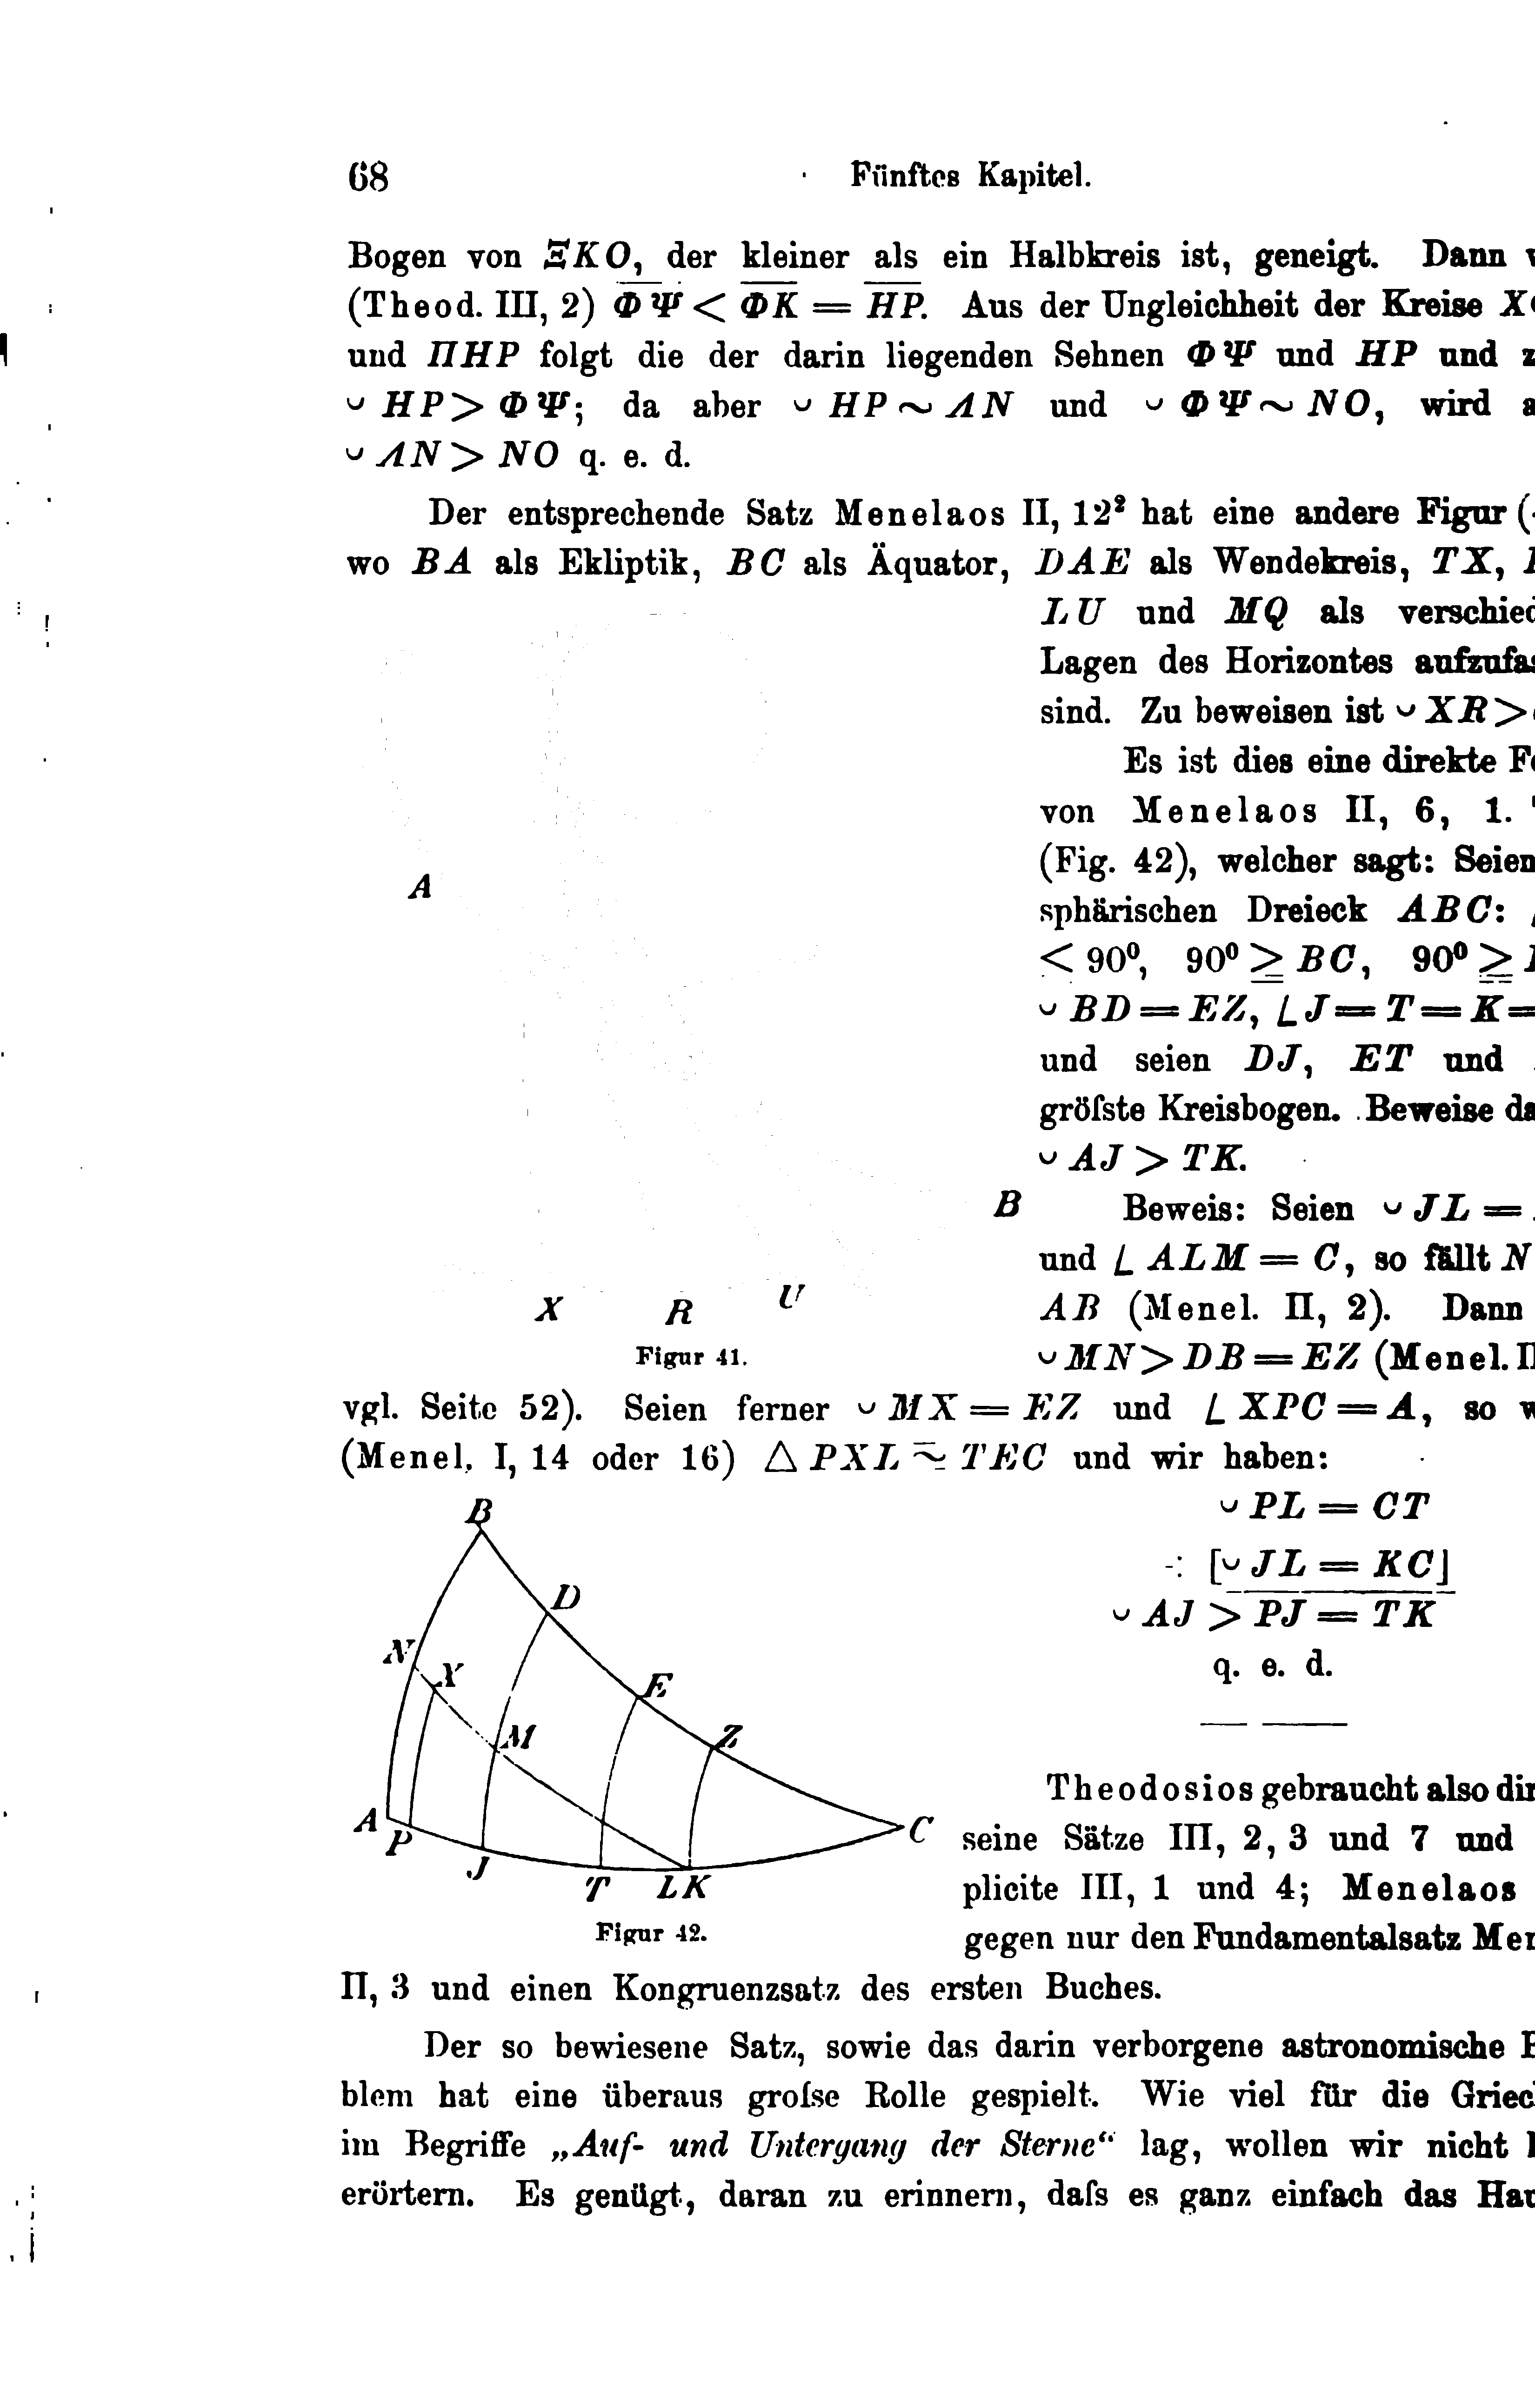 68 Fünftes Kapitel.
Bogen von ΞKO, der kleiner als ein Halbkreis ist, geneigt. Dann
(Theod. III, 2) ΦΨ < ΦK = HP. Aus der Ungleichheit der Kreise
und ΠHP folgt die der darin liegenden Sehnen ΦΨ und HP und
◡ HP > ΦΨ; da aber ◡ HP ~ ΛN und ◡ ΦΨ ~ NO, wird
◡ ΛN > NO q. e. d.
Der entsprechende Satz Menelaos II, 12² hat eine andere Figur
wo BA als Ekliptik, BC als Äquator, DAE als Wendekreis, TX,
LU und MQ als
Lagen des Horizontes
sind. Zu beweisen ist ◡ XR >
Es ist dies eine direkte
von Menelaos II, 6, 1.
(Fig. 42), welcher sagt: Seien
A
sphärischen Dreieck ABC:
< 90⁰, 90⁰ ≧ BC, 90⁰ ≧
◡ BD = EZ, ∠ J = T = K =
und seien DJ, ET und
gröſste Kreisbogen. Beweise
◡ AJ > TK.
B
Beweis: Seien ◡ JL =
und ∠ ALM = C, so fällt N
AB (Menel. II, 2). Dann
X R U
Figur 41.
◡ MN > DB = EZ (Menel.
vgl. Seite 52). Seien ferner ◡ MX = EZ und ∠ XPC = A, so
(Menel. I, 14 oder 16) △ PXL ≅ TEC und wir haben:
◡ PL = CT
-: [◡ JL = KC]
◡ AJ > PJ = TK
q. e. d.
B
D
N
X
E
M
Z
A
P
C
J
T
L K
Figur 42.
Theodosios gebraucht also
seine Sätze III, 2, 3 und 7 und
plicite III, 1 und 4; Menelaos
gegen nur den Fundamentalsatz
II, 3 und einen Kongruenzsatz des ersten Buches.
Der so bewiesene Satz, sowie das darin verborgene astronomische
blem hat eine überaus groſse Rolle gespielt. Wie viel für die
im Begriffe „Auf- und Untergang der Sterne“ lag, wollen wir nicht
erörtern. Es genügt, daran zu erinnern, daſs es ganz einfach das